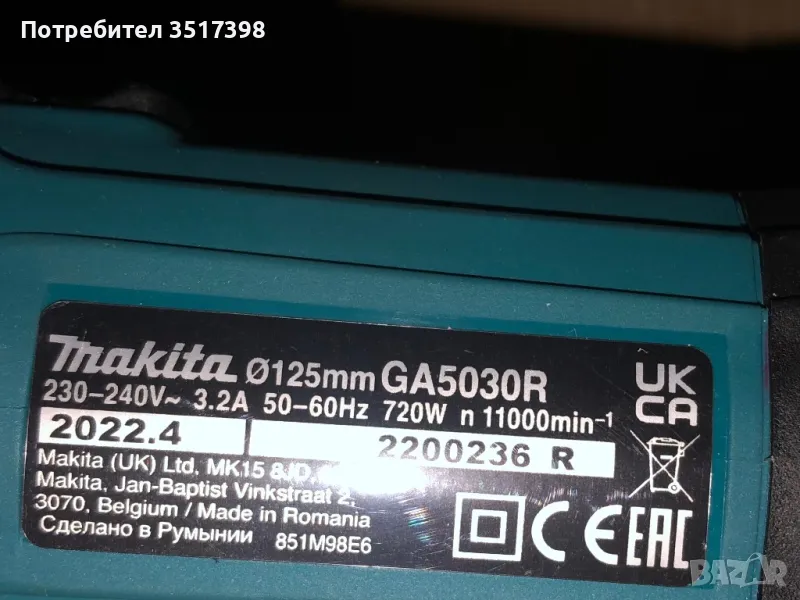 Потребител 3517398
Makita Ø125mm GA5030R
UK
CA
230-240V~ 3.2A 50-60Hz 720W n 11000min-1
2022.4 2200236 R
Makita (UK) Ltd, MK15 8JD,
Makita, Jan-Baptist Vinkstraat 2,
3070, Belgium / Made in Romania
Сделано в Румынии 851M98E6
CE EAC
BAZAR